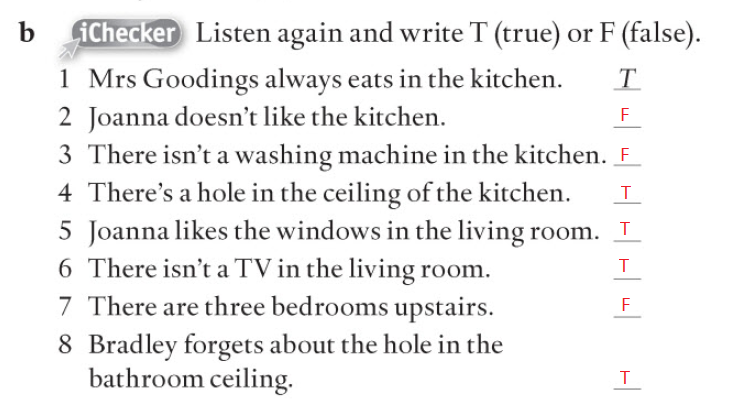 b iChecker Listen again and write T (true) or F (false).
1 Mrs Goodings always eats in the kitchen. T
2 Joanna doesn't like the kitchen. F
3 There isn't a washing machine in the kitchen. F
4 There's a hole in the ceiling of the kitchen. T
5 Joanna likes the windows in the living room. T
6 There isn't a TV in the living room. T
7 There are three bedrooms upstairs. F
8 Bradley forgets about the hole in the
bathroom ceiling. T